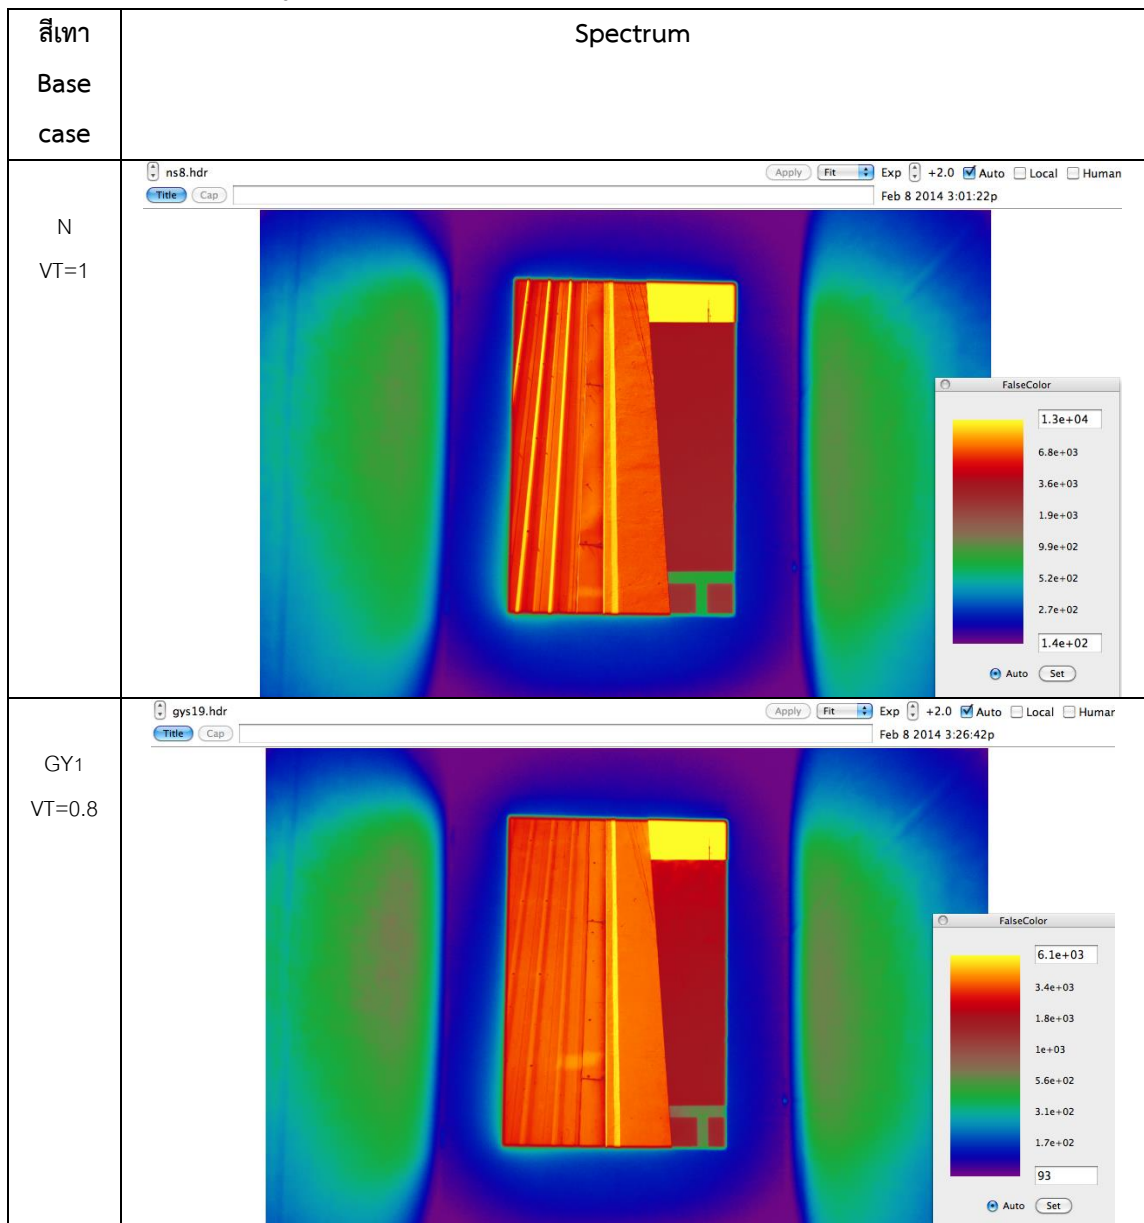 สีเทา
Base
case
Spectrum
N
VT=1
ns8.hdr
Apply Fit Exp +2.0 Auto Local Human
Title Cap Feb 8 2014 3:01:22p
FalseColor
1.3e+04
6.8e+03
3.6e+03
1.9e+03
9.9e+02
5.2e+02
2.7e+02
1.4e+02
Auto Set
GY1
VT=0.8
gys19.hdr
Apply Fit Exp +2.0 Auto Local Humar
Title Cap Feb 8 2014 3:26:42p
FalseColor
6.1e+03
3.4e+03
1.8e+03
1e+03
5.6e+02
3.1e+02
1.7e+02
93
Auto Set